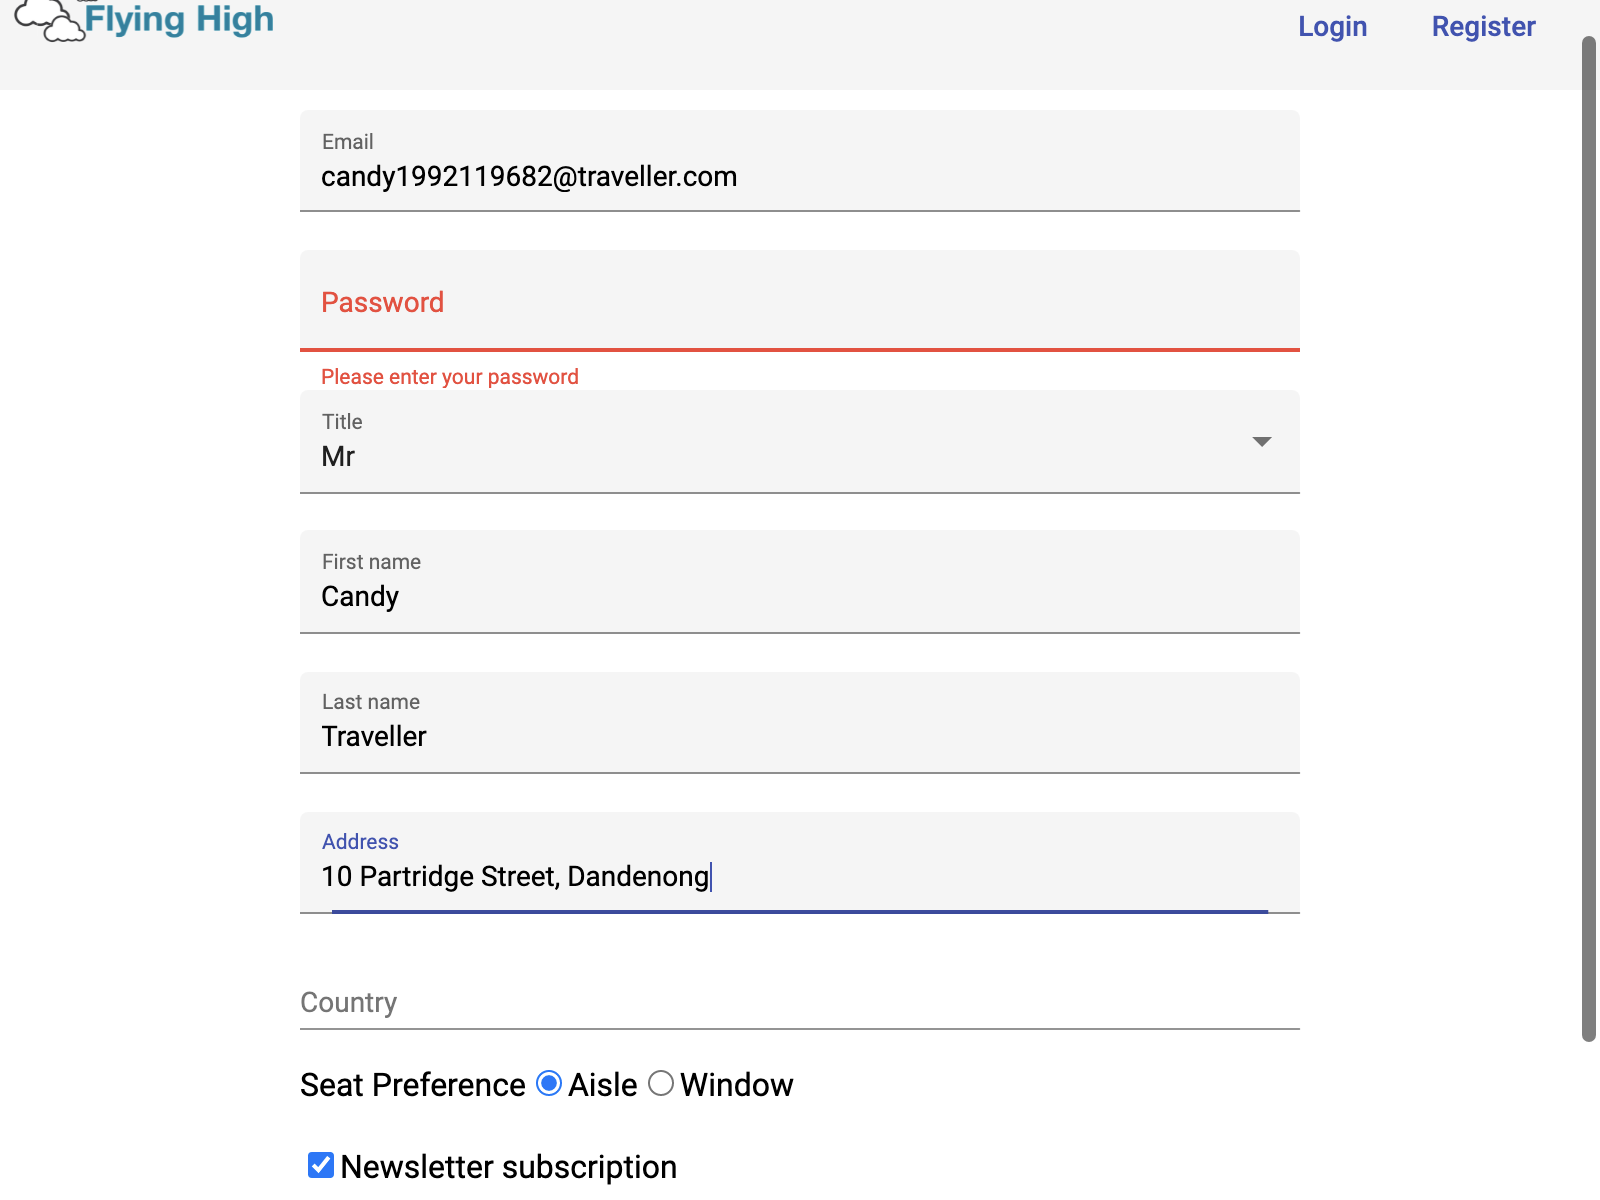 Flying High
Login
Register
Email
candy1992119682@traveller.com
Password
Please enter your password
Title
Mr
First name
Candy
Last name
Traveller
Address
10 Partridge Street, Dandenong
Country
Seat Preference Aisle Window
Newsletter subscription